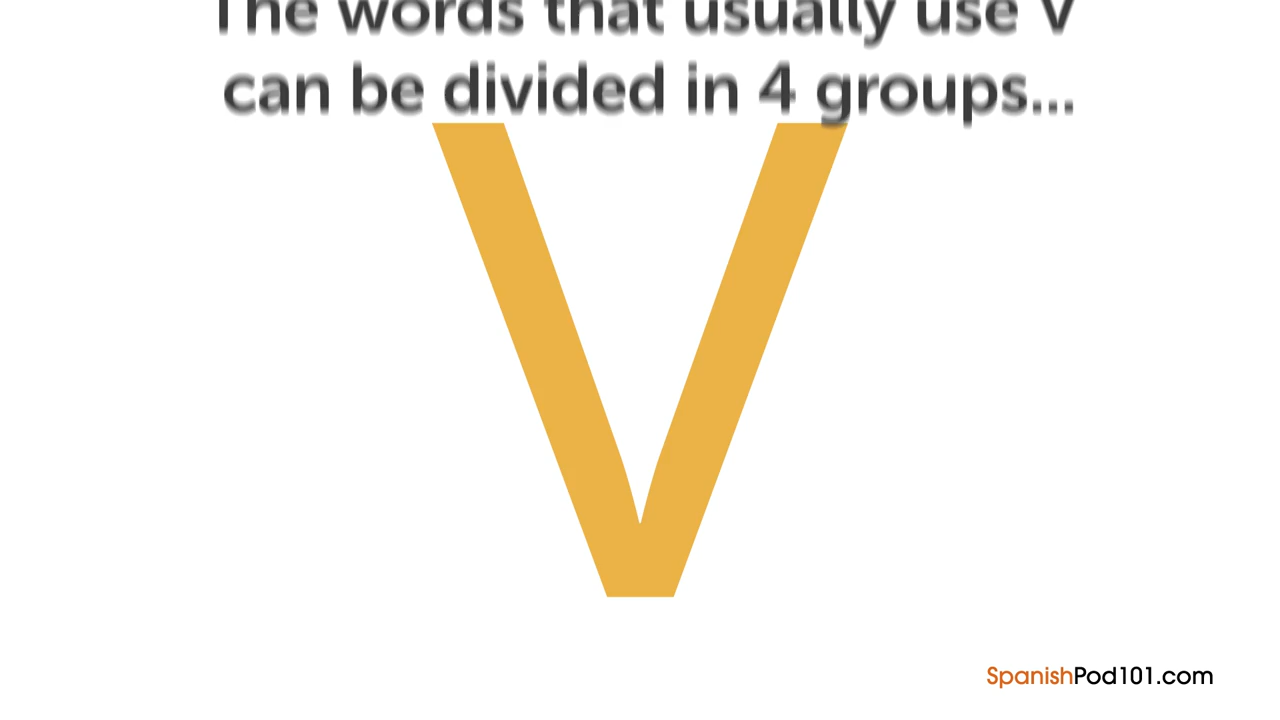 The words that usually use V
can be divided in 4 groups...
V
SpanishPod101.com